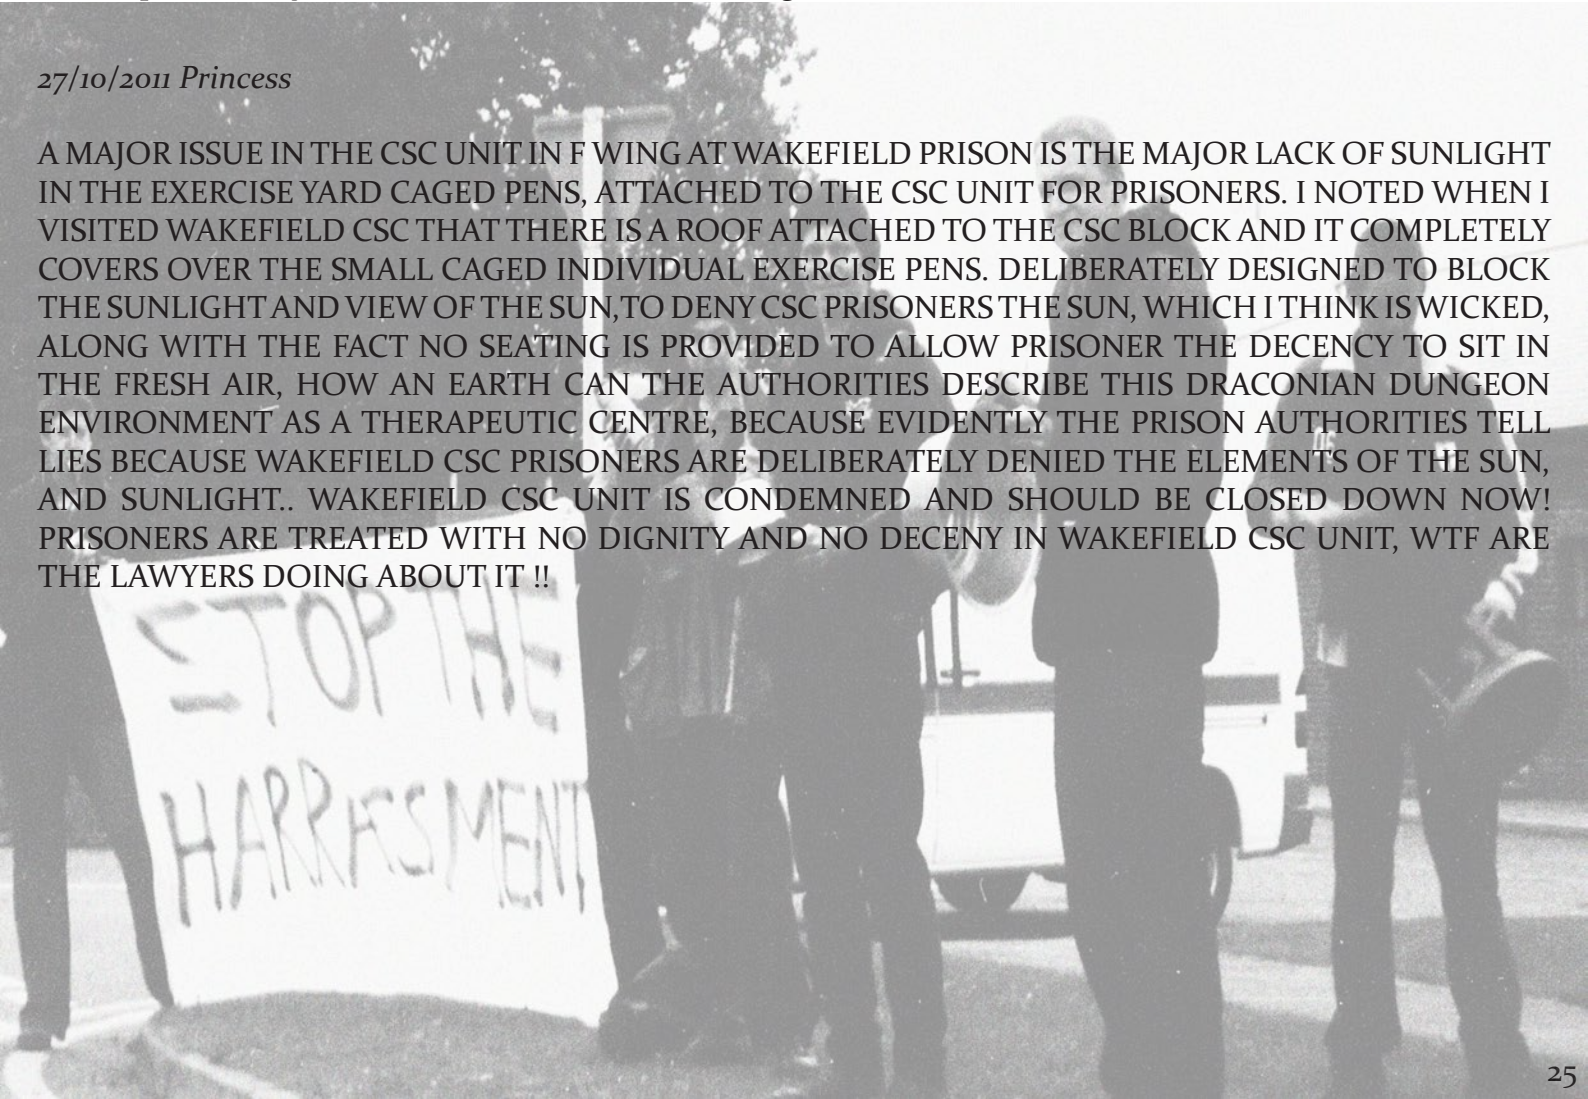 27/10/2011 Princess
A MAJOR ISSUE IN THE CSC UNIT IN F WING AT WAKEFIELD PRISON IS THE MAJOR LACK OF SUNLIGHT
IN THE EXERCISE YARD CAGED PENS, ATTACHED TO THE CSC UNIT FOR PRISONERS. I NOTED WHEN I
VISITED WAKEFIELD CSC THAT THERE IS A ROOF ATTACHED TO THE CSC BLOCK AND IT COMPLETELY
COVERS OVER THE SMALL CAGED INDIVIDUAL EXERCISE PENS. DELIBERATELY DESIGNED TO BLOCK
THE SUNLIGHT AND VIEW OF THE SUN,TO DENY CSC PRISONERS THE SUN, WHICH I THINK IS WICKED,
ALONG WITH THE FACT NO SEATING IS PROVIDED TO ALLOW PRISONER THE DECENCY TO SIT IN
THE FRESH AIR, HOW AN EARTH CAN THE AUTHORITIES DESCRIBE THIS DRACONIAN DUNGEON
ENVIRONMENT AS A THERAPEUTIC CENTRE, BECAUSE EVIDENTLY THE PRISON AUTHORITIES TELL
LIES BECAUSE WAKEFIELD CSC PRISONERS ARE DELIBERATELY DENIED THE ELEMENTS OF THE SUN,
AND SUNLIGHT.. WAKEFIELD CSC UNIT IS CONDEMNED AND SHOULD BE CLOSED DOWN NOW!
PRISONERS ARE TREATED WITH NO DIGNITY AND NO DECENY IN WAKEFIELD CSC UNIT, WTF ARE
THE LAWYERS DOING ABOUT IT !!
STOP THE
HARRASSMENT
25